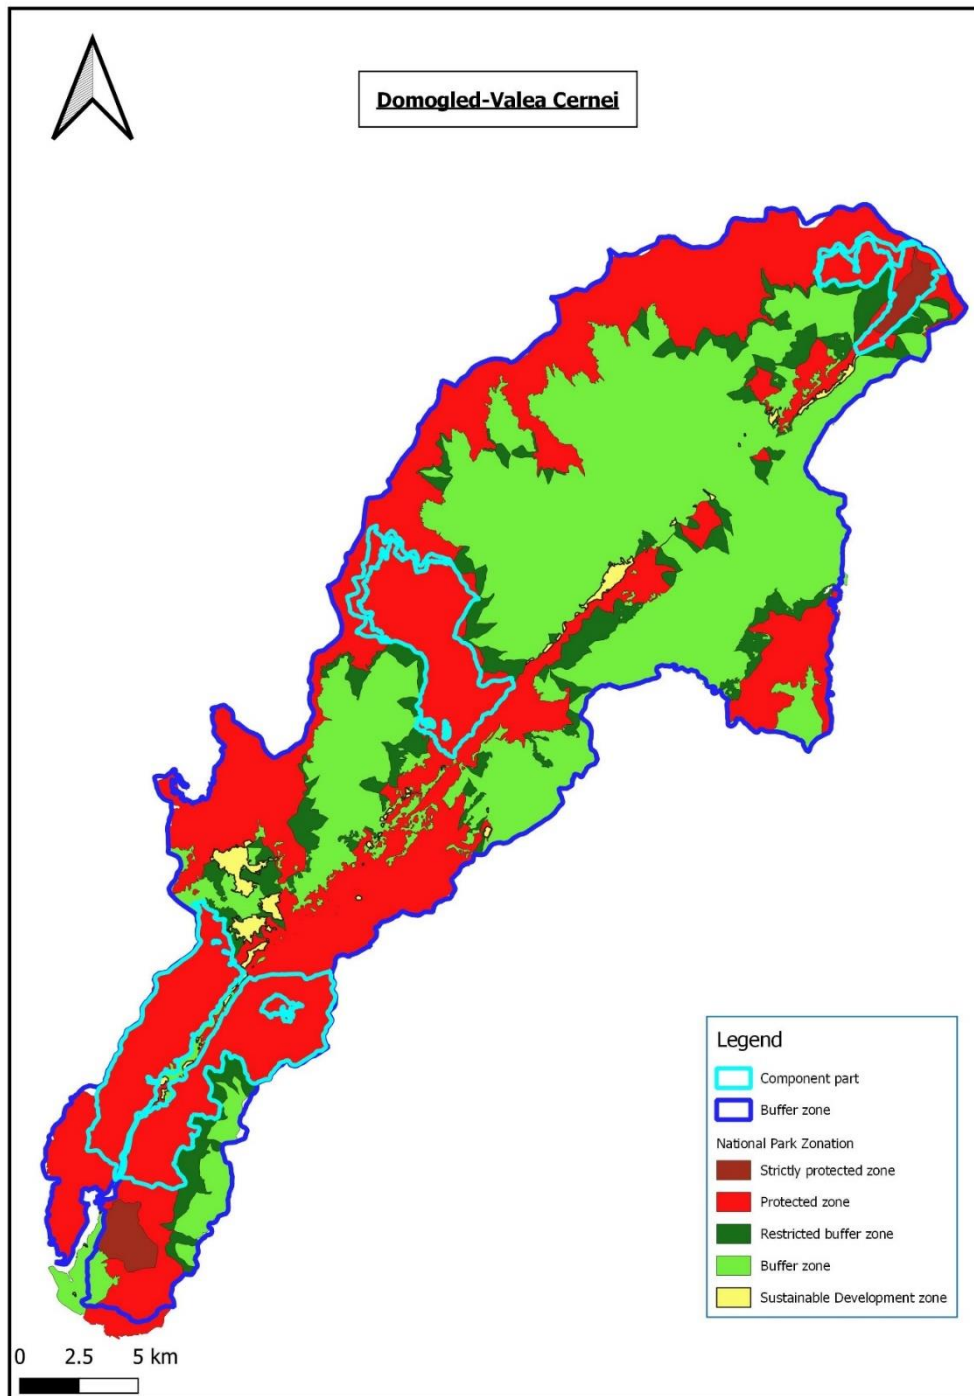 Domogled-Valea Cernei
Legend
Component part
Buffer zone
National Park Zonation
Strictly protected zone
Protected zone
Restricted buffer zone
Buffer zone
Sustainable Development zone
0 2.5 5 km